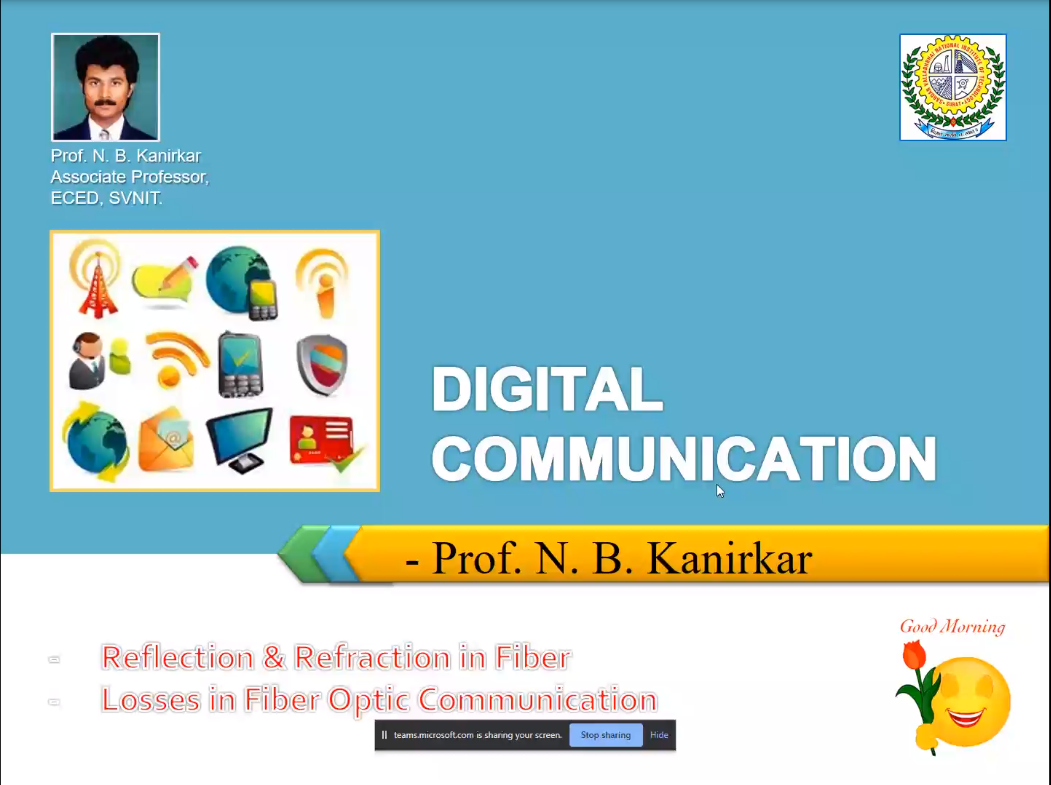 Prof. N. B. Kanirkar
Associate Professor,
ECED, SVNIT.
DIGITAL
COMMUNICATION
- Prof. N. B. Kanirkar
Good Morning
- Reflection & Refraction in Fiber
- Losses in Fiber Optic Communication
teams.microsoft.com is sharing your screen.
Stop sharing
Hide